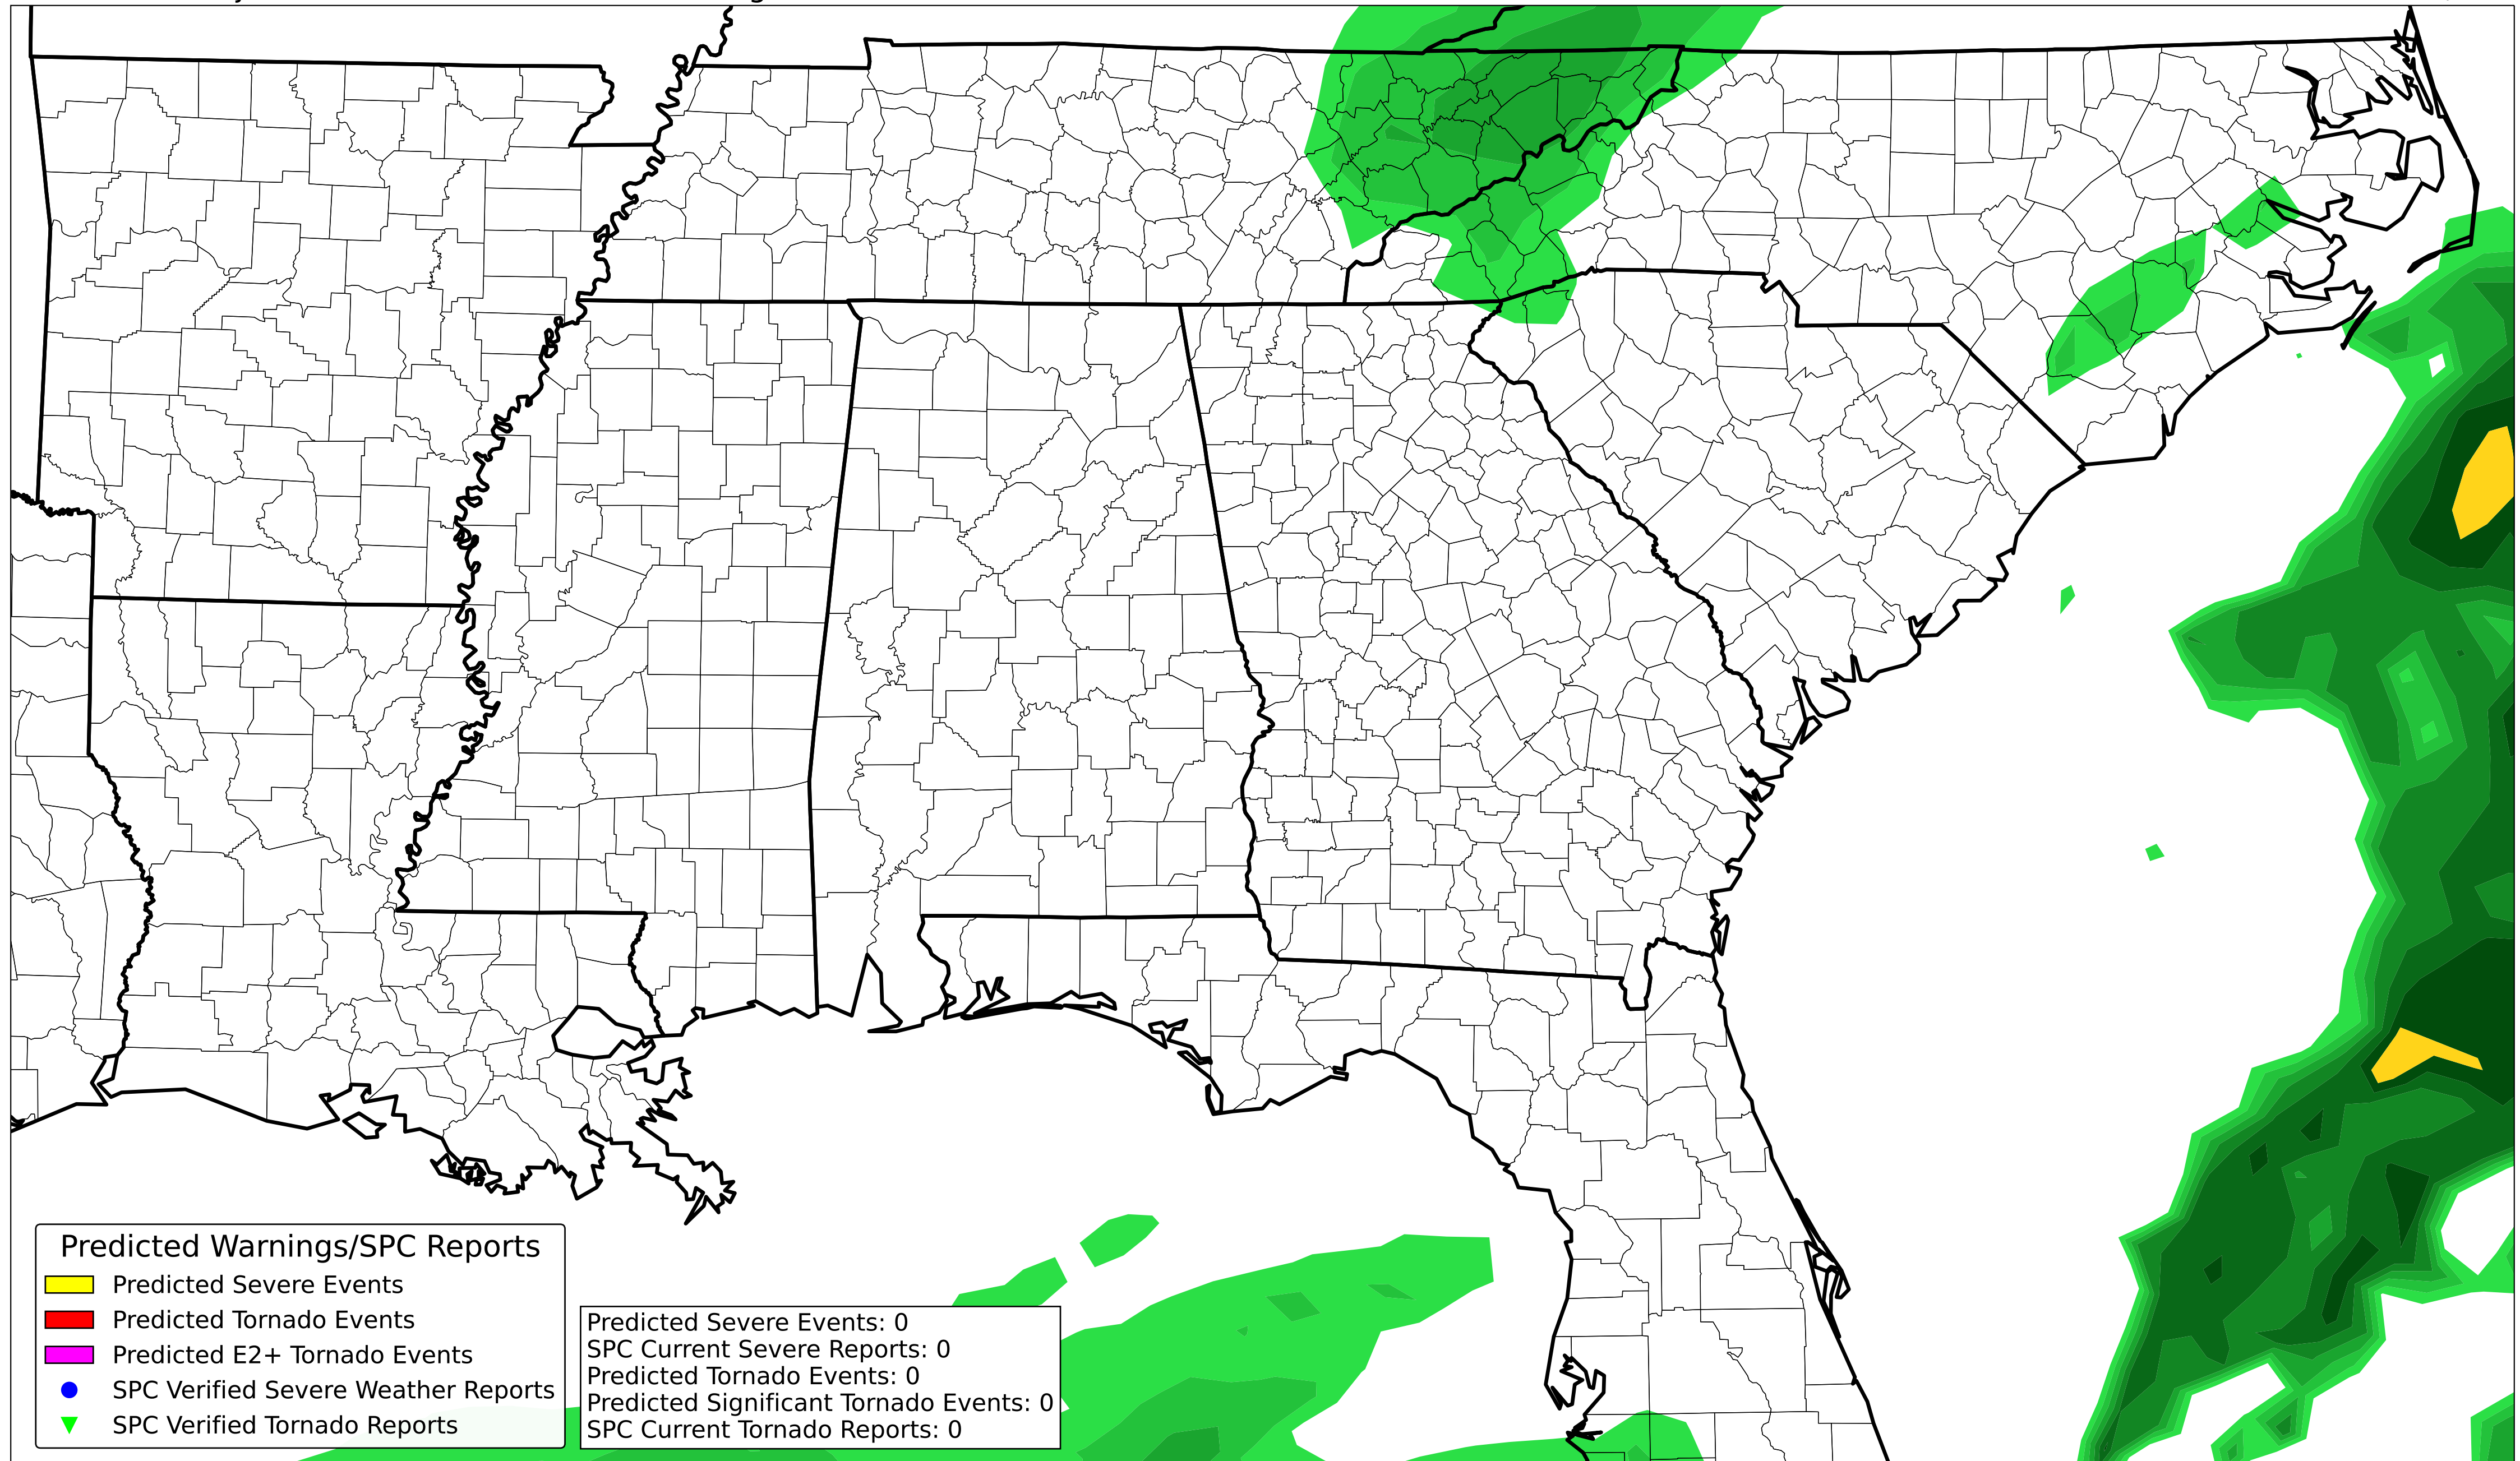 Predicted Warnings/SPC Reports
Predicted Severe Events
Predicted Tornado Events
Predicted E2+ Tornado Events
SPC Verified Severe Weather Reports
SPC Verified Tornado Reports
Predicted Severe Events: 0
SPC Current Severe Reports: 0
Predicted Tornado Events: 0
Predicted Significant Tornado Events: 0
SPC Current Tornado Reports: 0